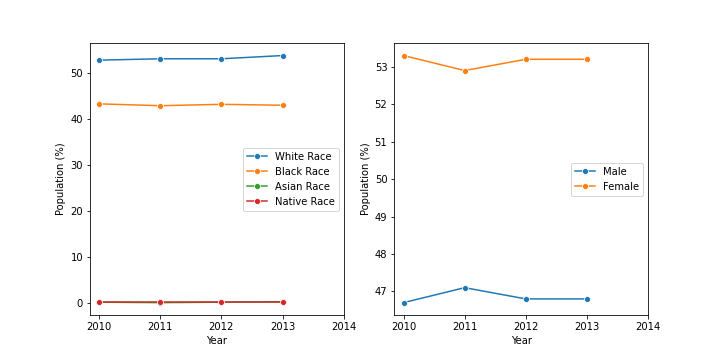 50
40
30
20
10
0
Population (%)
2010 2011 2012 2013 2014
Year
White Race
Black Race
Asian Race
Native Race
53
52
51
50
49
48
47
Population (%)
2010 2011 2012 2013 2014
Year
Male
Female